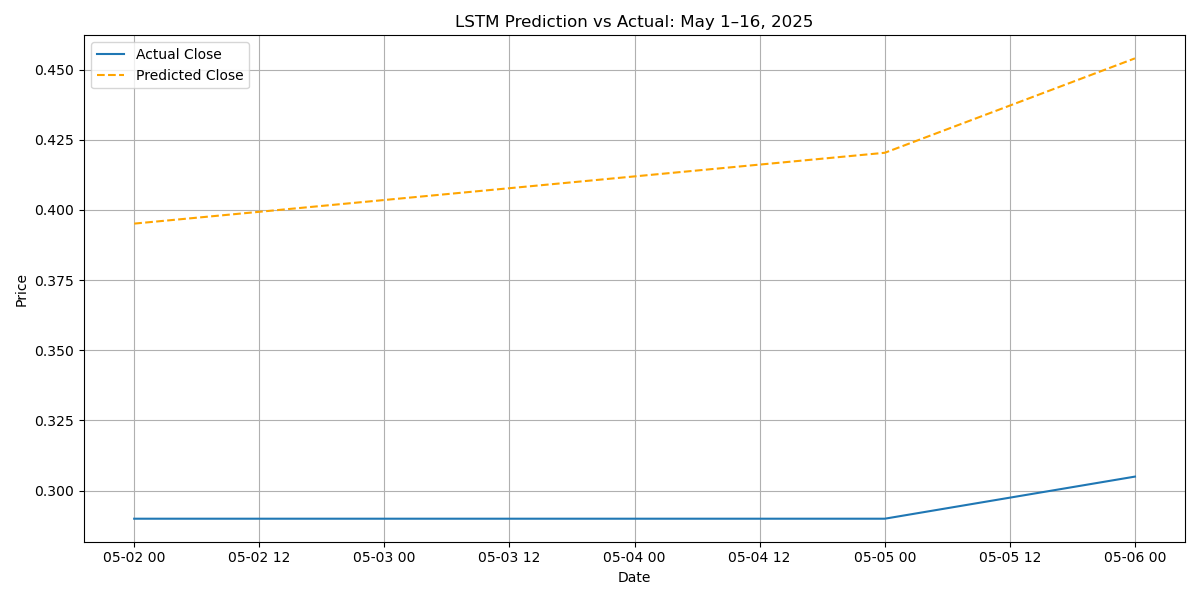 LSTM Prediction vs Actual: May 1–16, 2025
Actual Close
Predicted Close
0.450
0.425
0.400
0.375
0.350
0.325
0.300
Price
05-02 00 05-02 12 05-03 00 05-03 12 05-04 00 05-04 12 05-05 00 05-05 12 05-06 00
Date